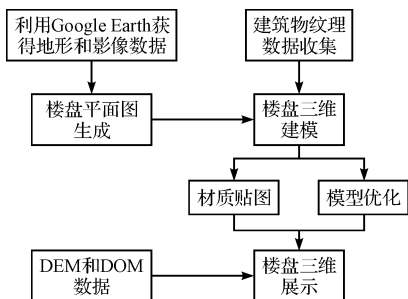 利用Google Earth获
得地形和影像数据
建筑物纹理
数据收集
楼盘平面图
生成
楼盘三维
建模
材质贴图
模型优化
DEM和DOM
数据
楼盘三维
展示